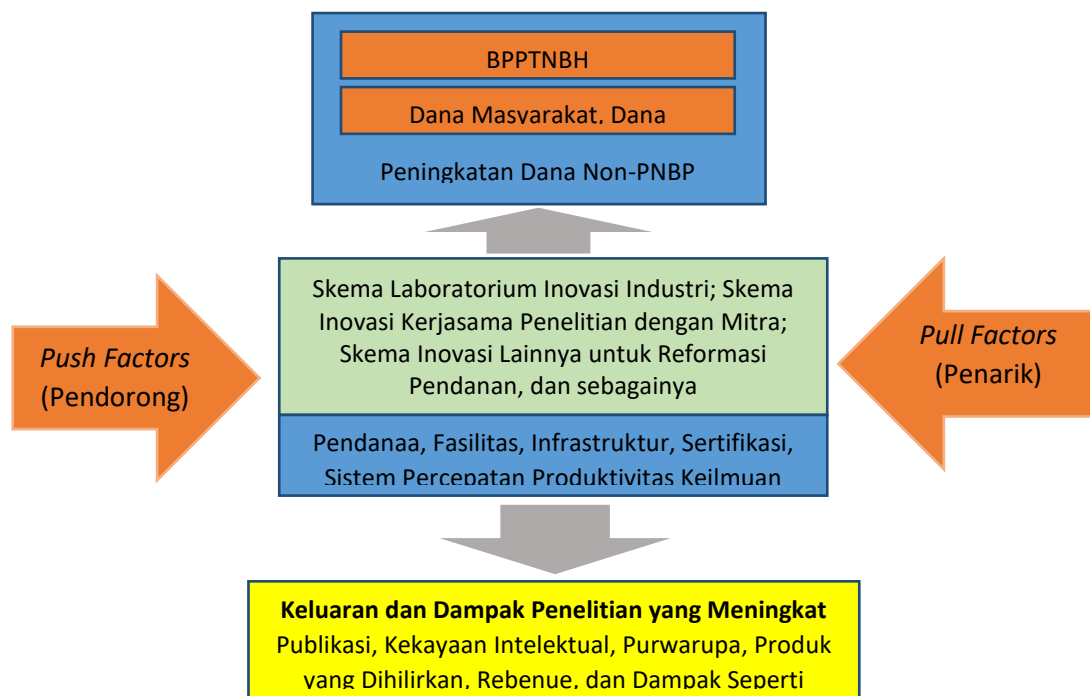 BPPTNBH
Dana Masyarakat, Dana
Peningkatan Dana Non-PNBP
Skema Laboratorium Inovasi Industri; Skema
Inovasi Kerjasama Penelitian dengan Mitra;
Skema Inovasi Lainnya untuk Reformasi
Pendanan, dan sebagainya
Push Factors
(Pendorong)
Pull Factors
(Penarik)
Pendanaa, Fasilitas, Infrastruktur, Sertifikasi,
Sistem Percepatan Produktivitas Keilmuan
Keluaran dan Dampak Penelitian yang Meningkat
Publikasi, Kekayaan Intelektual, Purwarupa, Produk
yang Dihilirkan, Rebenue, dan Dampak Seperti